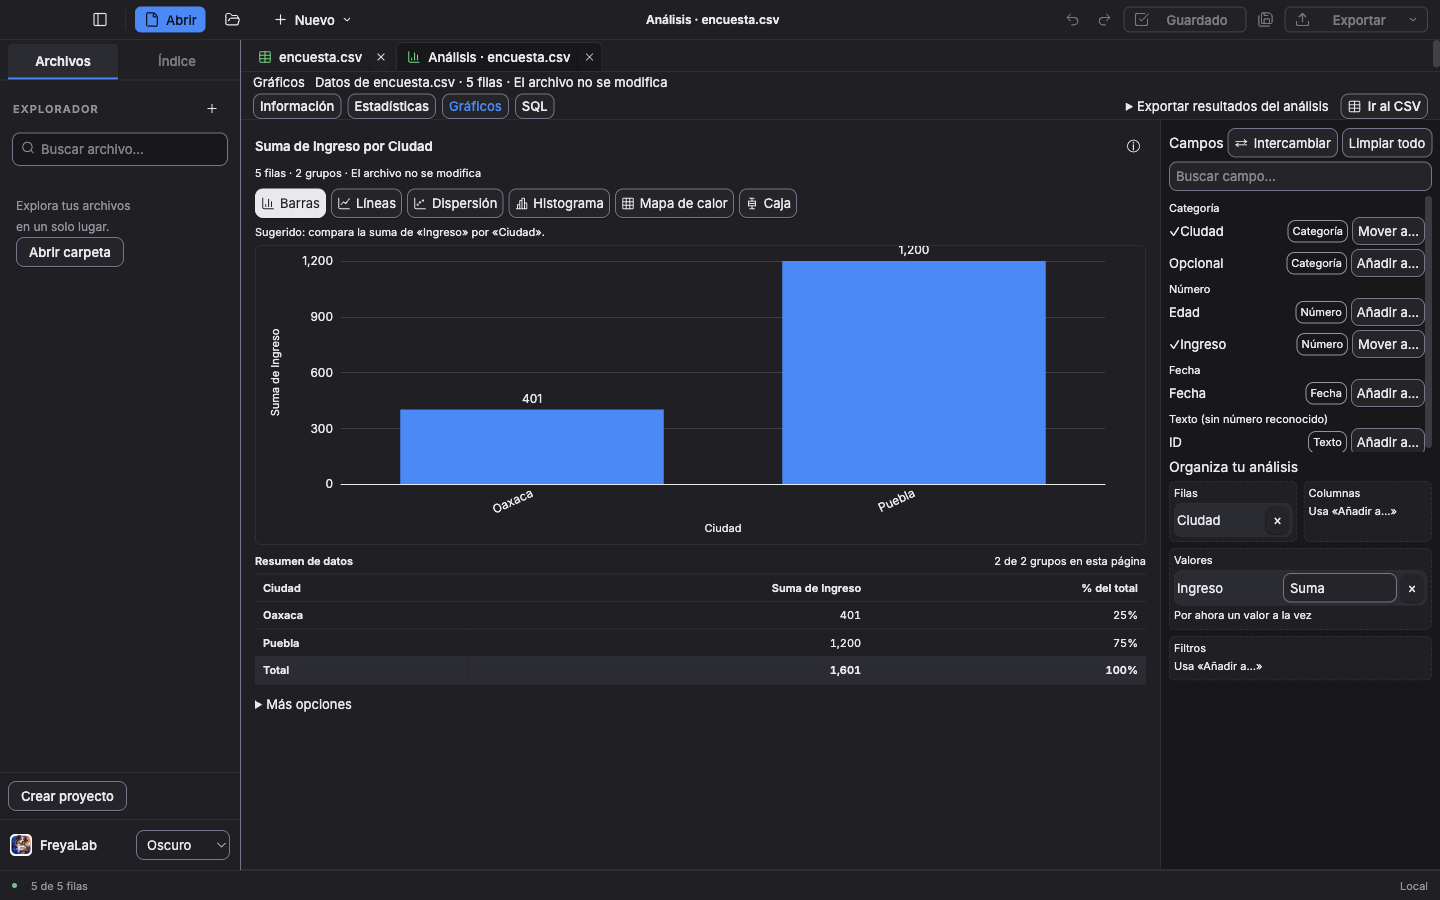 Abrir
Nuevo
Análisis · encuesta.csv
Guardado
Exportar
Archivos
Índice
encuesta.csv
Análisis · encuesta.csv
EXPLORADOR
Buscar archivo...
Explora tus archivos
en un solo lugar.
Abrir carpeta
Crear proyecto
FreyaLab
Oscuro
Gráficos Datos de encuesta.csv · 5 filas · El archivo no se modifica
Información
Estadísticas
Gráficos
SQL
Exportar resultados del análisis
Ir al CSV
Suma de Ingreso por Ciudad
5 filas · 2 grupos · El archivo no se modifica
Barras
Líneas
Dispersión
Histograma
Mapa de calor
Caja
Sugerido: compara la suma de «Ingreso» por «Ciudad».
1,200
1,200
900
600
300
0
401
Suma de Ingreso
Oaxaca
Puebla
Ciudad
Resumen de datos
2 de 2 grupos en esta página
Ciudad Suma de Ingreso % del total
Oaxaca 401 25%
Puebla 1,200 75%
Total 1,601 100%
Más opciones
Campos
Intercambiar
Limpiar todo
Buscar campo...
Categoría
✓Ciudad Categoría Mover a...
Opcional Categoría Añadir a...
Número
Edad Número Añadir a...
✓Ingreso Número Mover a...
Fecha
Fecha Fecha Añadir a...
Texto (sin número reconocido)
ID Texto Añadir a...
Organiza tu análisis
Filas
Ciudad ×
Columnas
Usa «Añadir a...»
Valores
Ingreso Suma ×
Por ahora un valor a la vez
Filtros
Usa «Añadir a...»
5 de 5 filas
Local